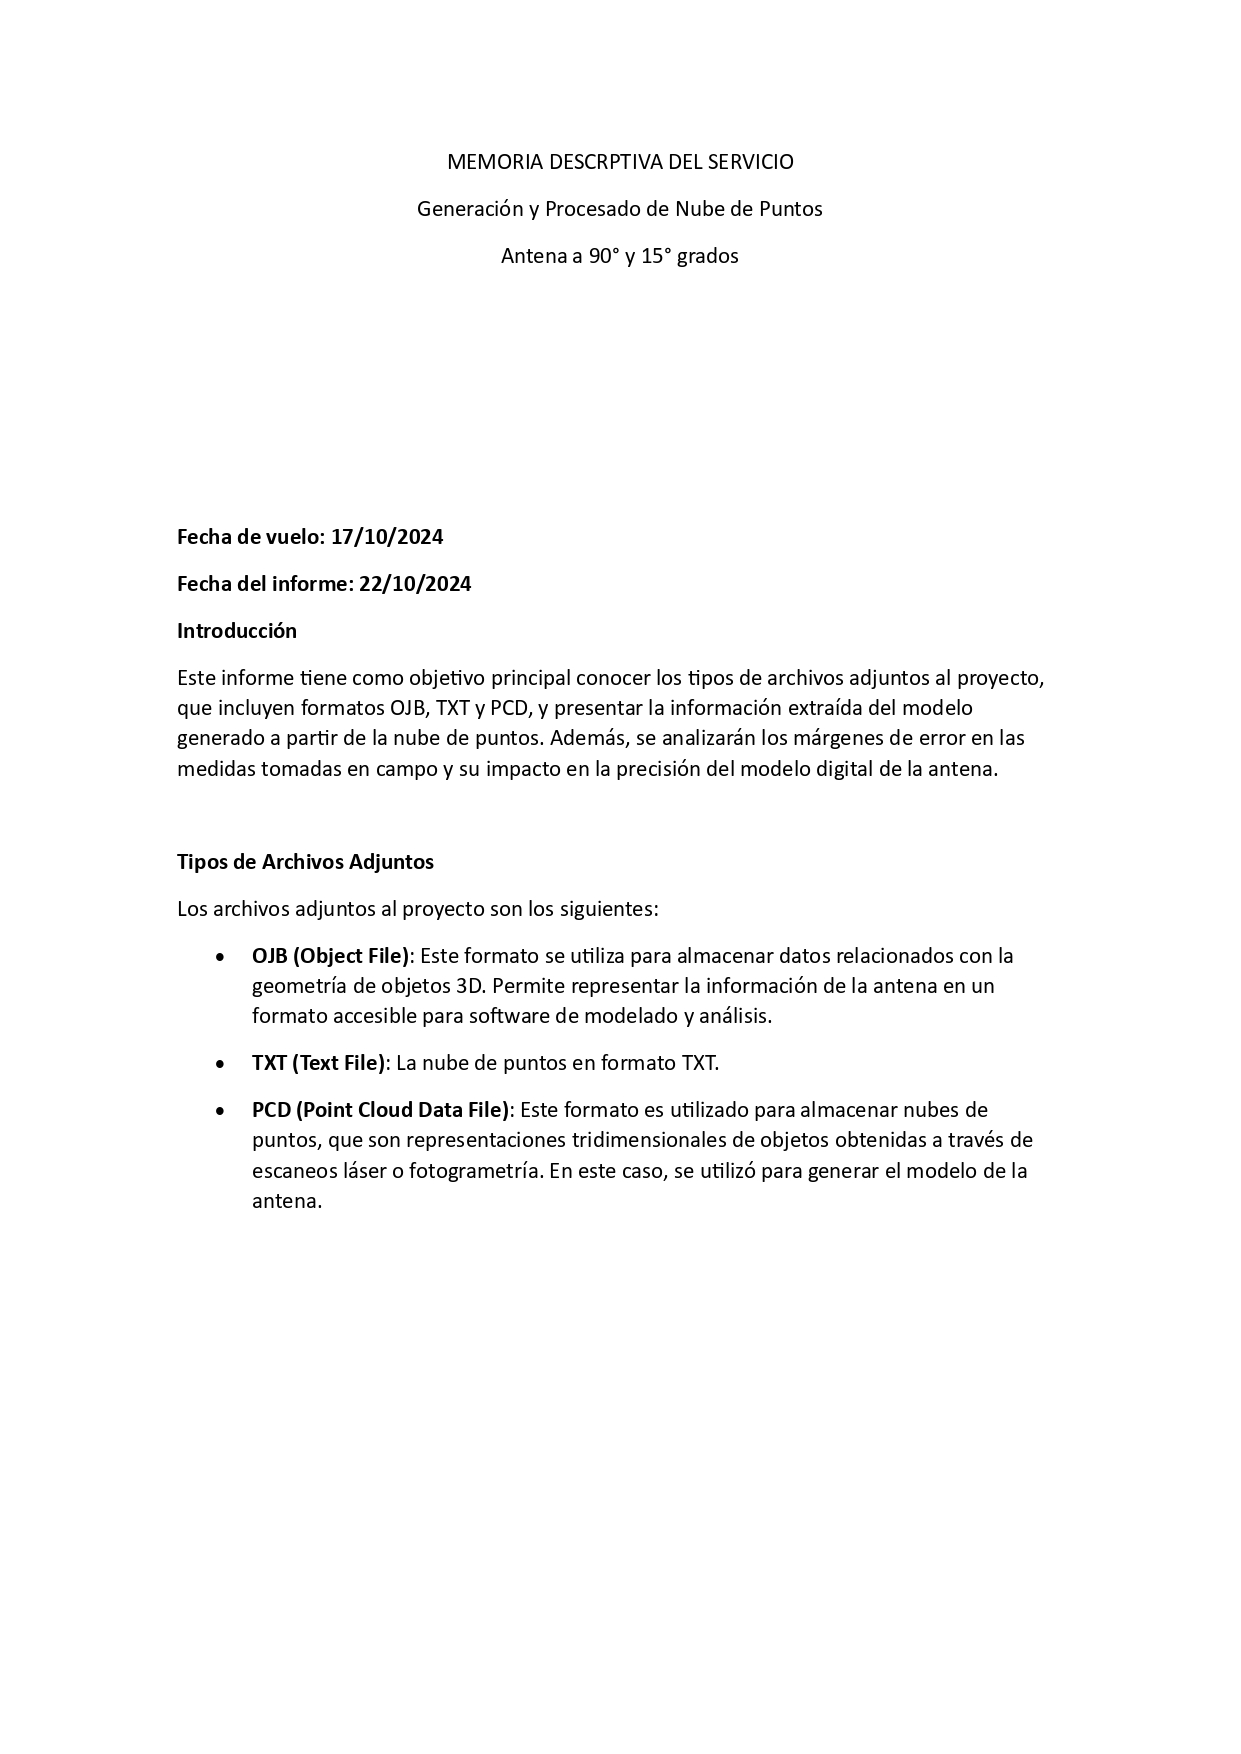 MEMORIA DESCRPTIVA DEL SERVICIO
Generación y Procesado de Nube de Puntos
Antena a 90° y 15° grados
Fecha de vuelo: 17/10/2024
Fecha del informe: 22/10/2024
Introducción
Este informe tiene como objetivo principal conocer los tipos de archivos adjuntos al proyecto,
que incluyen formatos OJB, TXT y PCD, y presentar la información extraída del modelo
generado a partir de la nube de puntos. Además, se analizarán los márgenes de error en las
medidas tomadas en campo y su impacto en la precisión del modelo digital de la antena.
Tipos de Archivos Adjuntos
Los archivos adjuntos al proyecto son los siguientes:
• OJB (Object File): Este formato se utiliza para almacenar datos relacionados con la
geometría de objetos 3D. Permite representar la información de la antena en un
formato accesible para software de modelado y análisis.
• TXT (Text File): La nube de puntos en formato TXT.
• PCD (Point Cloud Data File): Este formato es utilizado para almacenar nubes de
puntos, que son representaciones tridimensionales de objetos obtenidas a través de
escaneos láser o fotogrametría. En este caso, se utilizó para generar el modelo de la
antena.